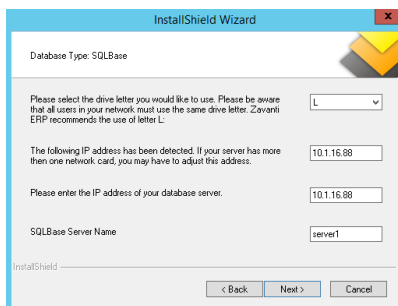 InstallShield Wizard
x
Database Type: SQLBase
Please select the drive letter you would like to use. Please be aware
that all users in your network must use the same drive letter. Zavanti
ERP recommends the use of letter L:
L
The following IP address has been detected. If your server has more
then one network card, you may have to adjust this address.
10.1.16.88
Please enter the IP address of your database server.
10.1.16.88
SQLBase Server Name
server1
InstallShield
< Back
Next >
Cancel